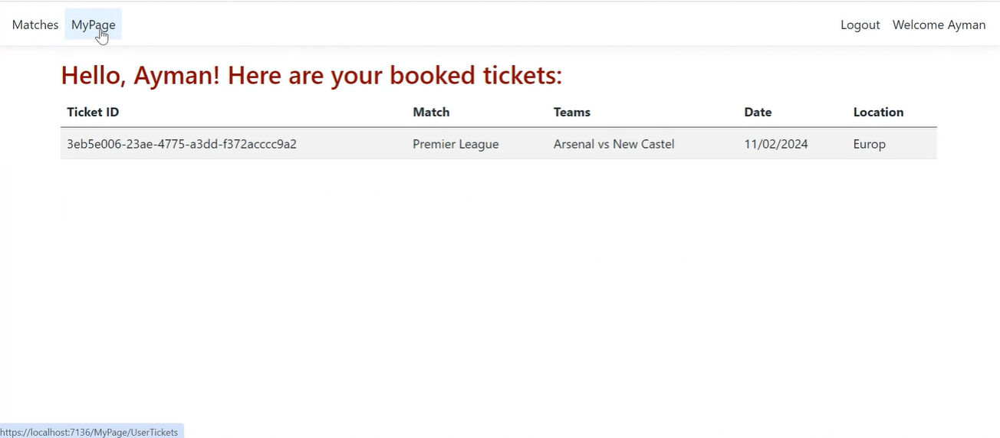 Matches MyPage Logout Welcome Ayman
Hello, Ayman! Here are your booked tickets:
Ticket ID Match Teams Date Location
3eb5e006-23ae-4775-a3dd-f372acccc9a2 Premier League Arsenal vs New Castel 11/02/2024 Europ
https://localhost:7136/MyPage/UserTickets